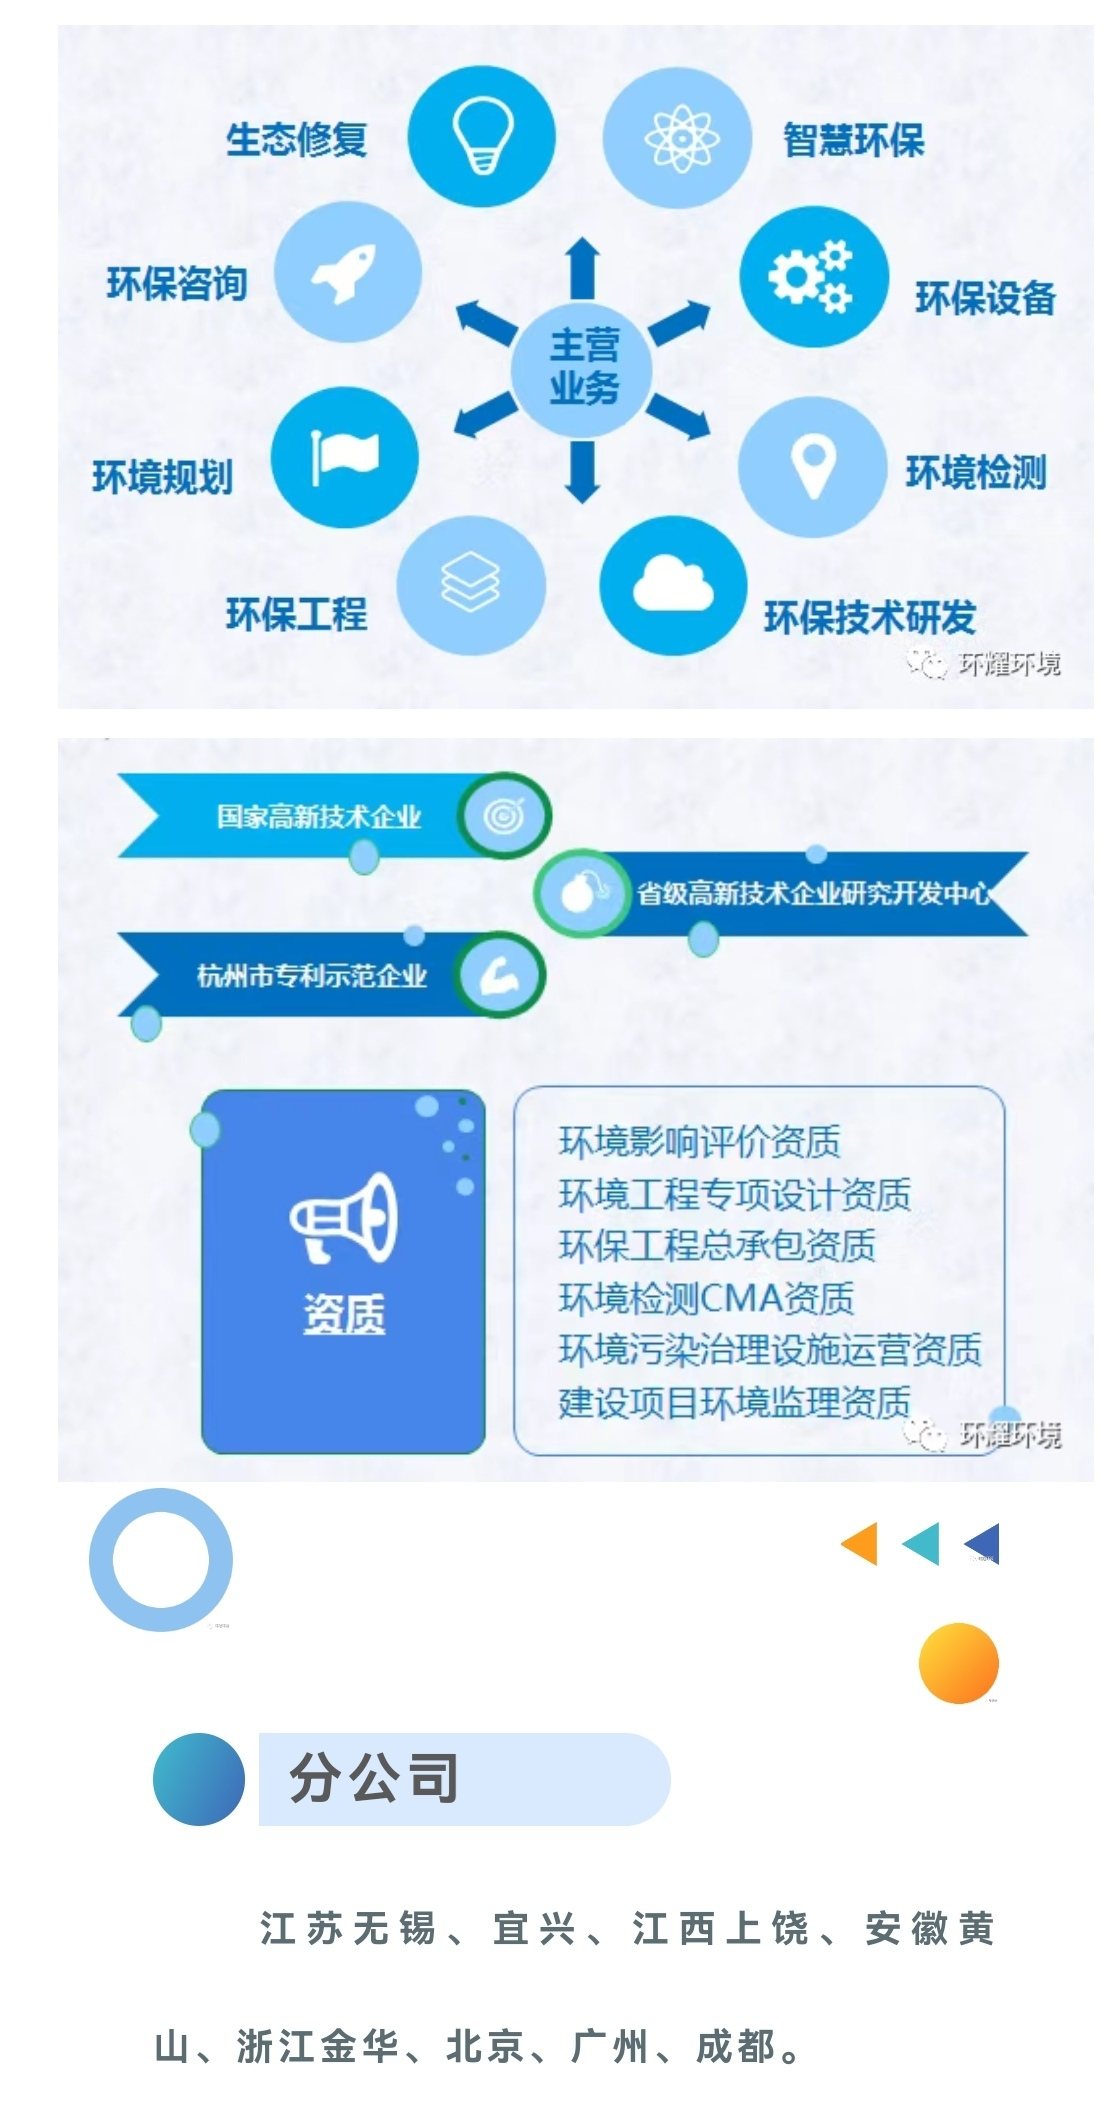 生态修复
智慧环保
环保咨询
环保设备
主营
业务
环境规划
环境检测
环保工程
环保技术研发
环耀环境
国家高新技术企业
省级高新技术企业研究开发中心
杭州市专利示范企业
资质
环境影响评价资质
环境工程专项设计资质
环保工程总承包资质
环境检测CMA资质
环境污染治理设施运营资质
建设项目环境监理资质
环耀环境
分公司
江苏无锡、宜兴、江西上饶、安徽黄
山、浙江金华、北京、广州、成都。